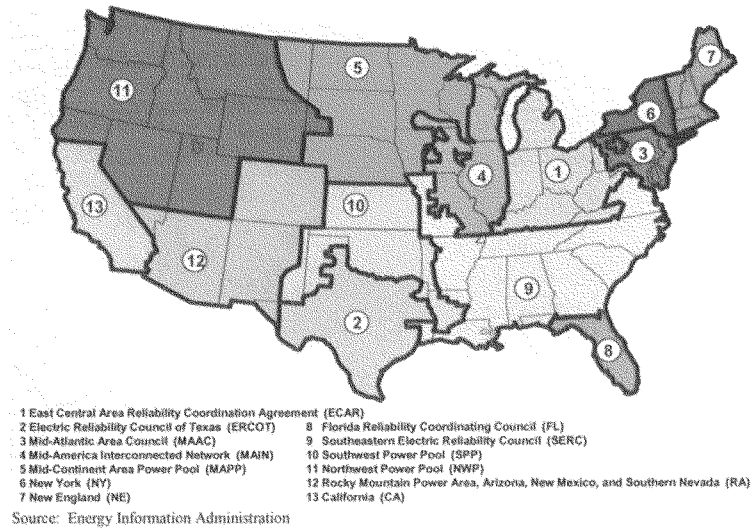 7
5
11
6
3
1
4
13
10
12
9
2
8
1 East Central Area Reliability Coordination Agreement (ECAR)
2 Electric Reliability Council of Texas (ERCOT)
3 Mid-Atlantic Area Council (MAAC)
4 Mid-America Interconnected Network (MAIN)
5 Mid-Continent Area Power Pool (MAPP)
6 New York (NY)
7 New England (NE)
8 Florida Reliability Coordinating Council (FL)
9 Southeastern Electric Reliability Council (SERC)
10 Southwest Power Pool (SPP)
11 Northwest Power Pool (NWP)
12 Rocky Mountain Power Area, Arizona, New Mexico, and Southern Nevada (RA)
13 California (CA)
Source: Energy Information Administration